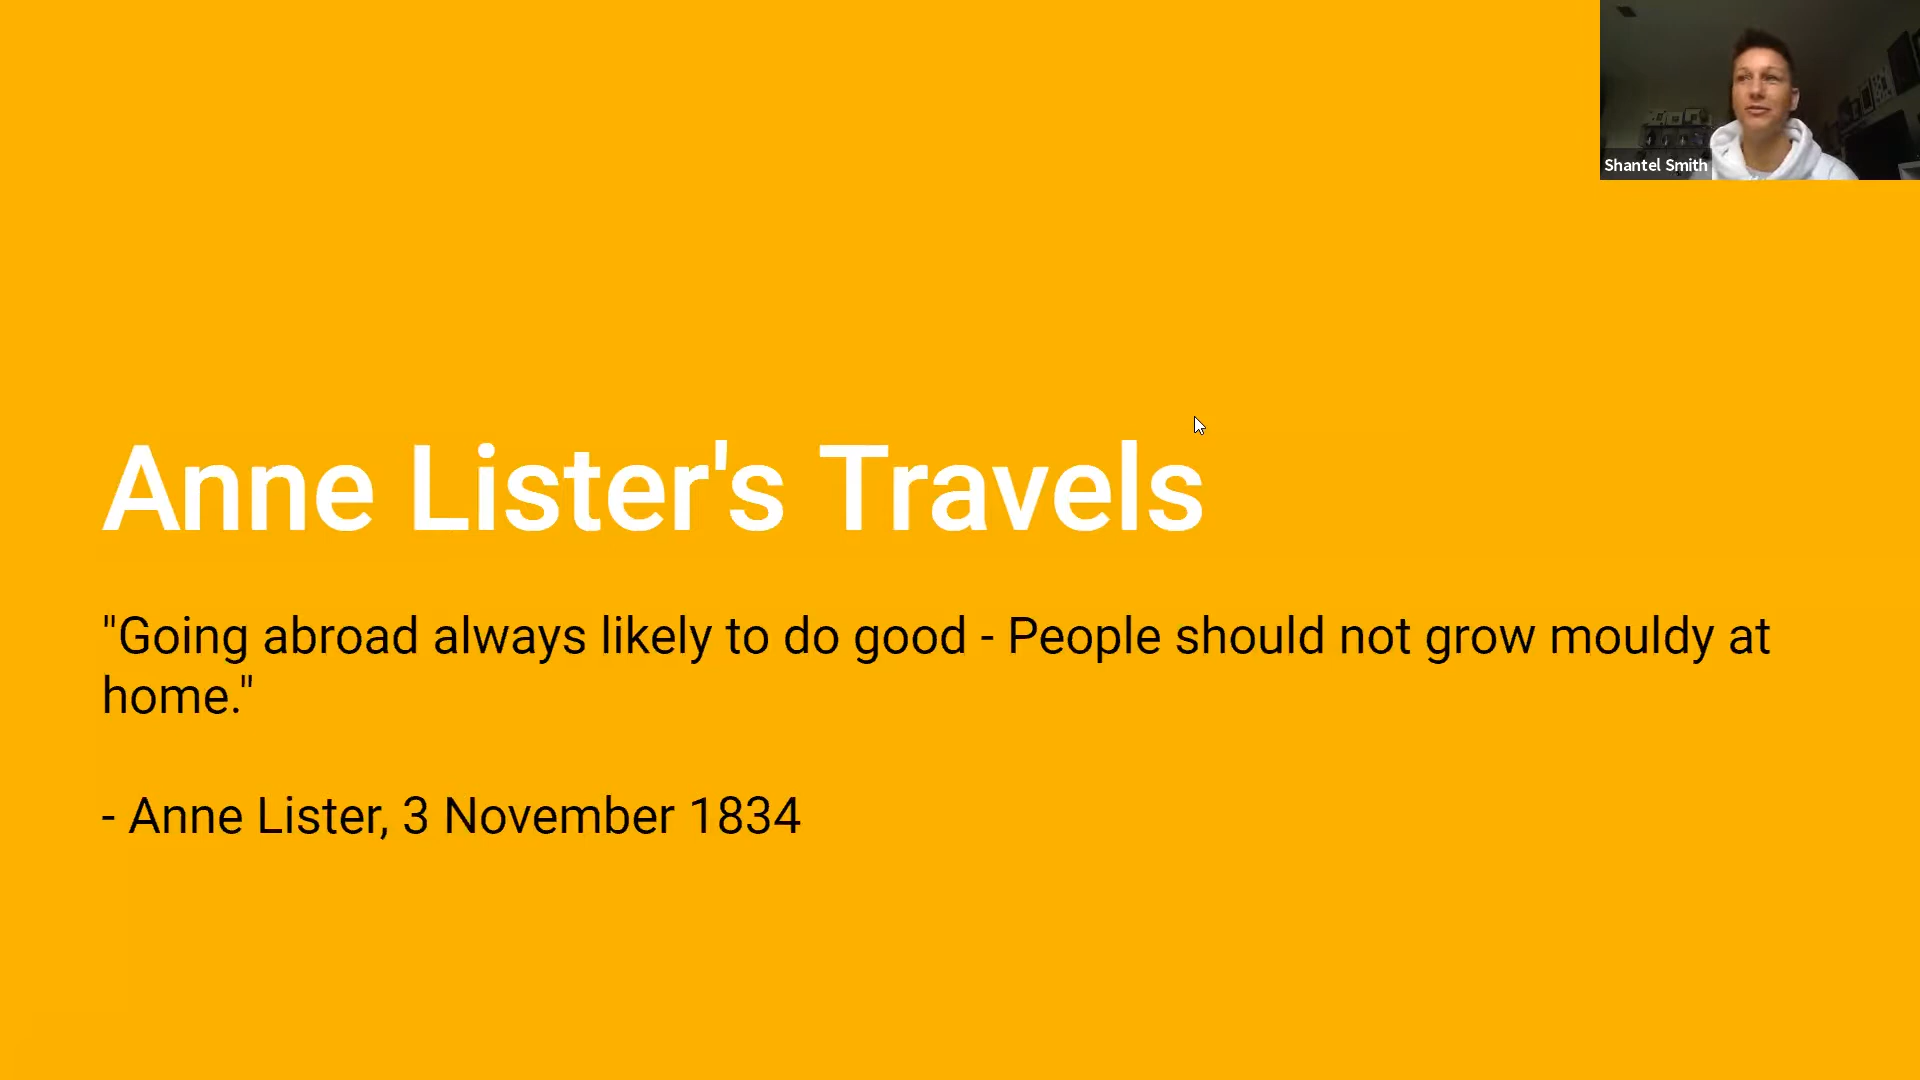 Shantel Smith
Anne Lister's Travels
"Going abroad always likely to do good - People should not grow mouldy at
home."
- Anne Lister, 3 November 1834